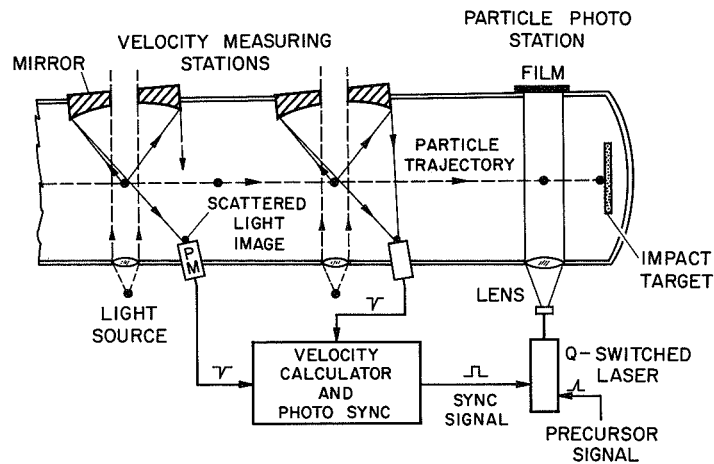 PARTICLE PHOTO
STATION
VELOCITY MEASURING
STATIONS
MIRROR
FILM
PARTICLE
TRAJECTORY
SCATTERED
LIGHT
IMAGE
PM
IMPACT
TARGET
LIGHT
SOURCE
LENS
VELOCITY
CALCULATOR
AND
PHOTO SYNC
SYNC
SIGNAL
Q-SWITCHED
LASER
PRECURSOR
SIGNAL